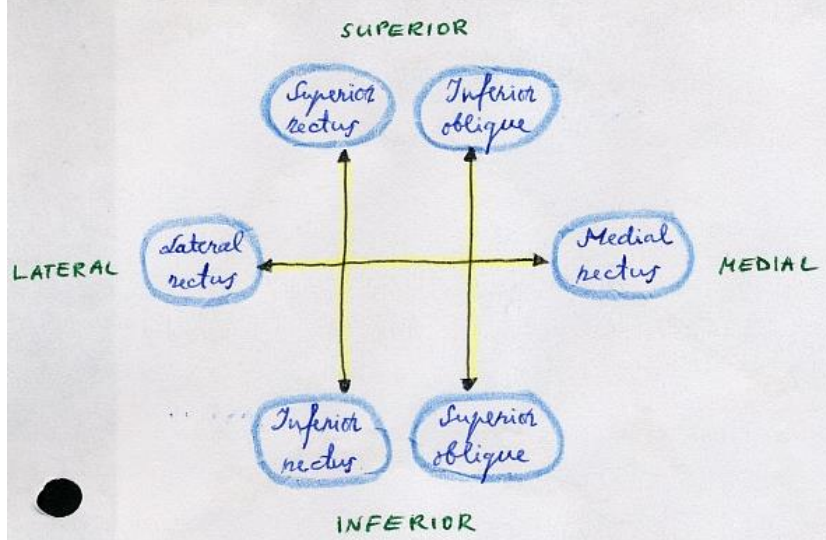 SUPERIOR
Superior
rectus
Inferior
oblique
Lateral
rectus
Medial
rectus
LATERAL
MEDIAL
Inferior
rectus
Superior
oblique
INFERIOR